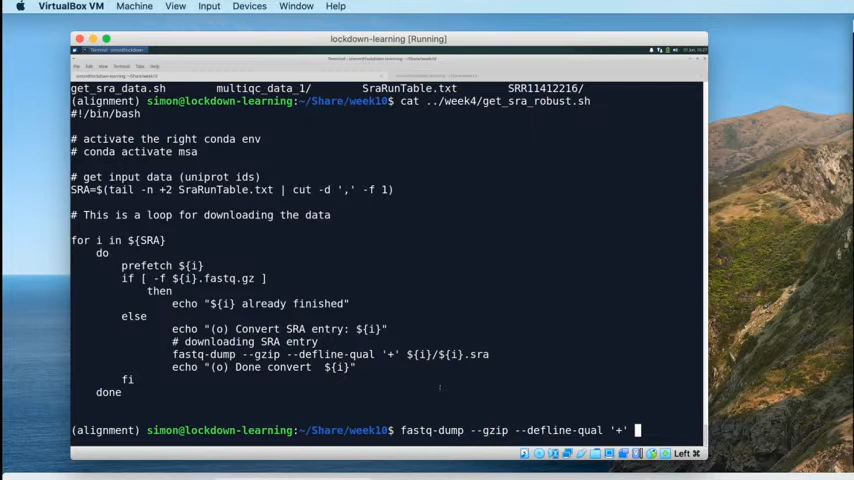 VirtualBox VM Machine View Input Devices Window Help
lockdown-learning [Running]
get_sra_data.sh multiqc_data_1/ SraRunTable.txt SRR11412216/
(alignment) simon@lockdown-learning:~/Share/week10$ cat ../week4/get_sra_robust.sh
#!/bin/bash
# activate the right conda env
# conda activate msa
# get input data (uniprot ids)
SRA=$(tail -n +2 SraRunTable.txt | cut -d ',' -f 1)
# This is a loop for downloading the data
for i in ${SRA}
do
prefetch ${i}
if [ -f ${i}.fastq.gz ]
then
echo "${i} already finished"
else
echo "(o) Convert SRA entry: ${i}"
# downloading SRA entry
fastq-dump --gzip --defline-qual '+' ${i}/${i}.sra
echo "(o) Done convert  ${i}"
fi
done
(alignment) simon@lockdown-learning:~/Share/week10$ fastq-dump --gzip --defline-qual '+'
Left ⌘